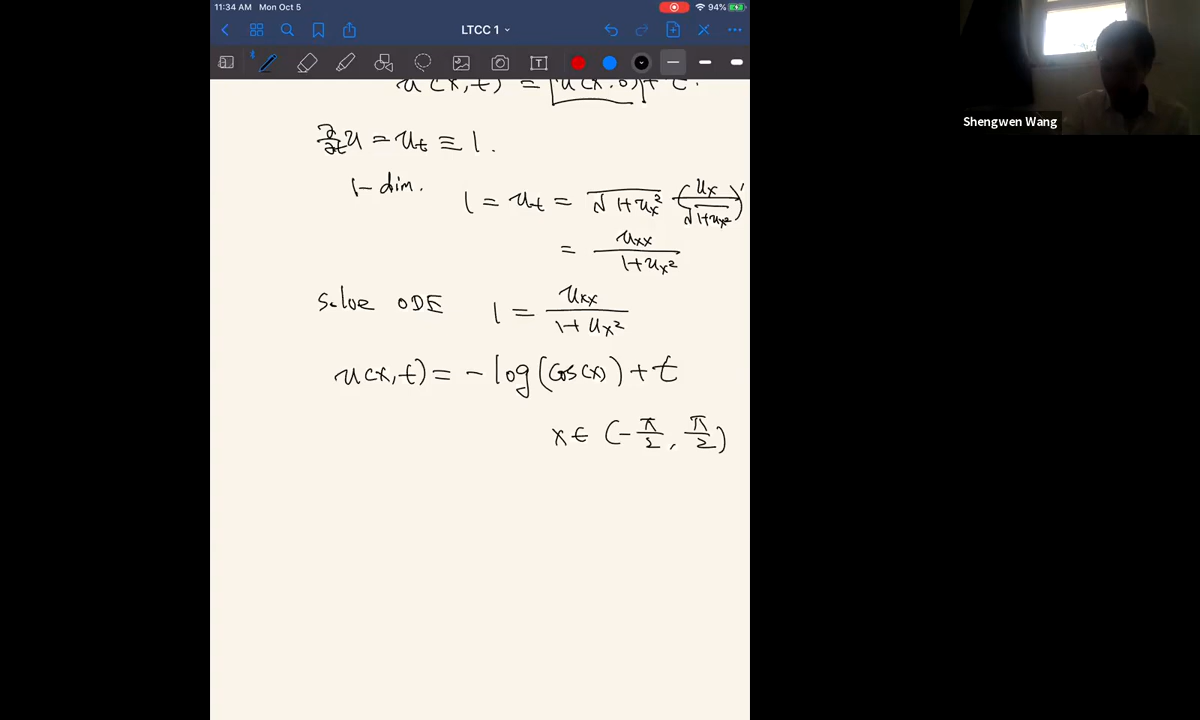 11:34 AM Mon Oct 5
94%
LTCC 1
u(x,t) = u(x,0) + t.
∂/∂t u = u_t ≡ 1.
1-dim.
1 = u_t = √(1+u_x²) (u_x / √(1+u_x²))'
= u_xx / (1+u_x²)
Solve ODE 1 = u_xx / (1+u_x²)
u(x,t) = -log(cos(x)) + t
x ∈ (-π/2, π/2)
Shengwen Wang